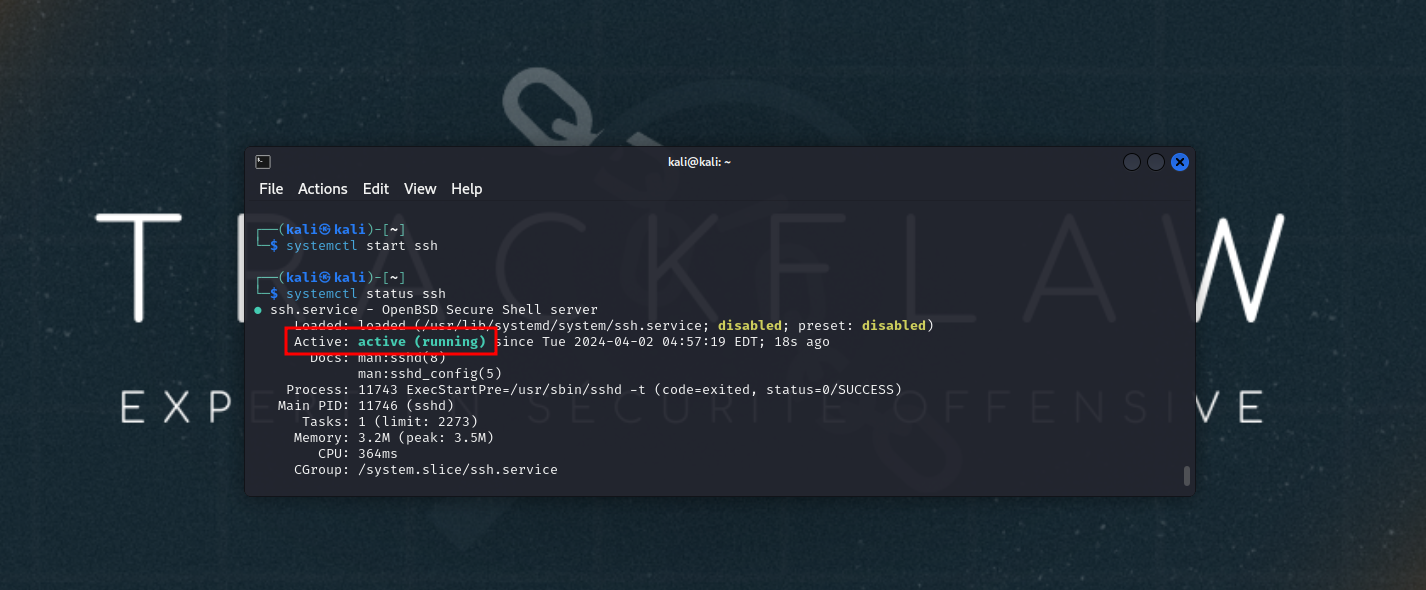 kali@kali: ~
File Actions Edit View Help
┌──(kali㉿kali)-[~]
└─$ systemctl start ssh
┌──(kali㉿kali)-[~]
└─$ systemctl status ssh
● ssh.service - OpenBSD Secure Shell server
Loaded: loaded (/usr/lib/systemd/system/ssh.service; disabled; preset: disabled)
Active: active (running) since Tue 2024-04-02 04:57:19 EDT; 18s ago
Docs: man:sshd(8)
man:sshd_config(5)
Process: 11743 ExecStartPre=/usr/sbin/sshd -t (code=exited, status=0/SUCCESS)
Main PID: 11746 (sshd)
Tasks: 1 (limit: 2273)
Memory: 3.2M (peak: 3.5M)
CPU: 364ms
CGroup: /system.slice/ssh.service
TRACKFLAW
SECURITE OFFENSIVE